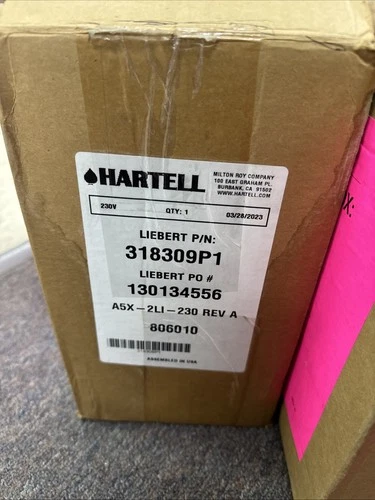 HARTELL
MILTON ROY COMPANY
100 EAST GRAHAM PL.
BURBANK, CA 91502
WWW.HARTELL.COM
230V QTY: 1 03/28/2023
LIEBERT P/N:
318309P1
LIEBERT PO #
130134556
A5X-2LI-230 REV A
806010
ASSEMBLED IN USA
X: